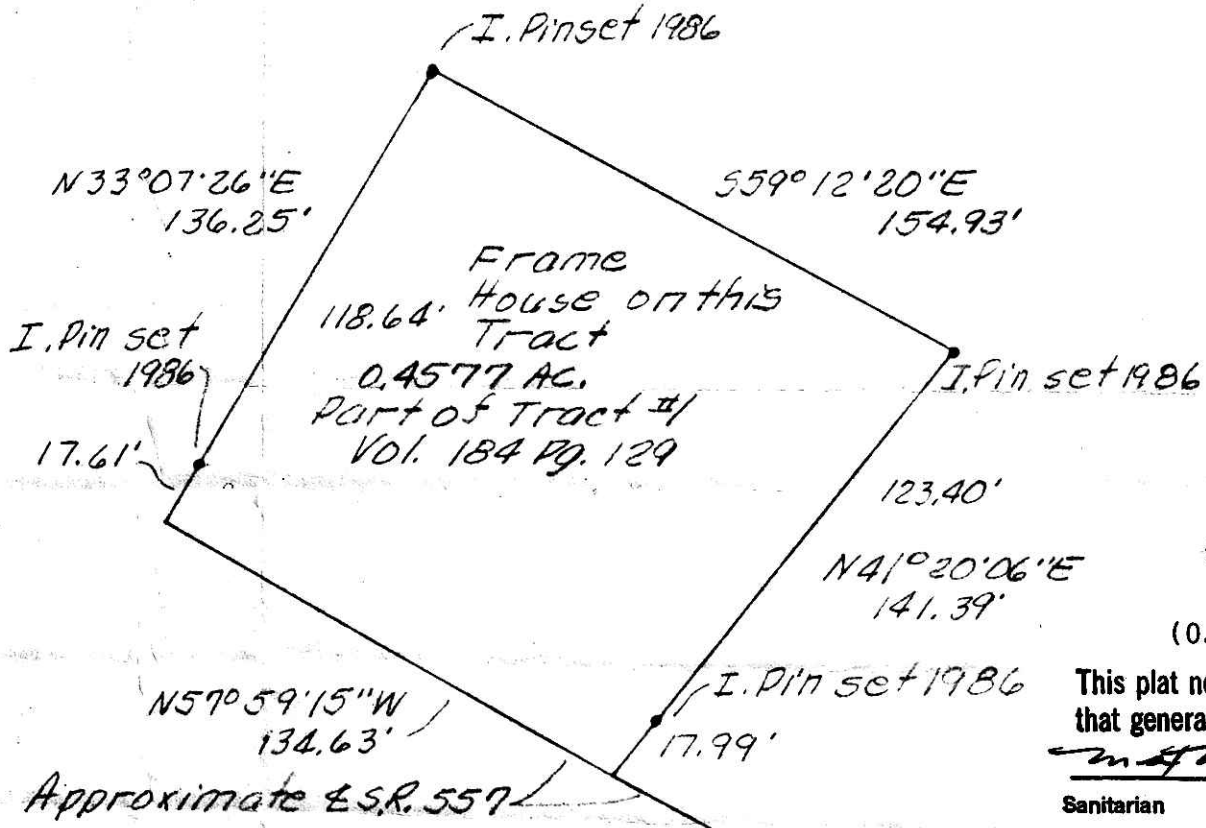 I. Pin set 1986
N33°07'26"E
136.25'
S59°12'20"E
154.93'
Frame
House on this
Tract
118.64'
0.4577 AC.
Part of Tract #1
Vol. 184 Pg. 129
I. Pin set
1986
I. Pin set 1986
17.61'
123.40'
N41°20'06"E
141.39'
(0.
This plat no
that genera
I. Pin set 1986
17.99'
N57°59'15"W
134.63'
Approximate ℄ S.R. 557
Sanitarian